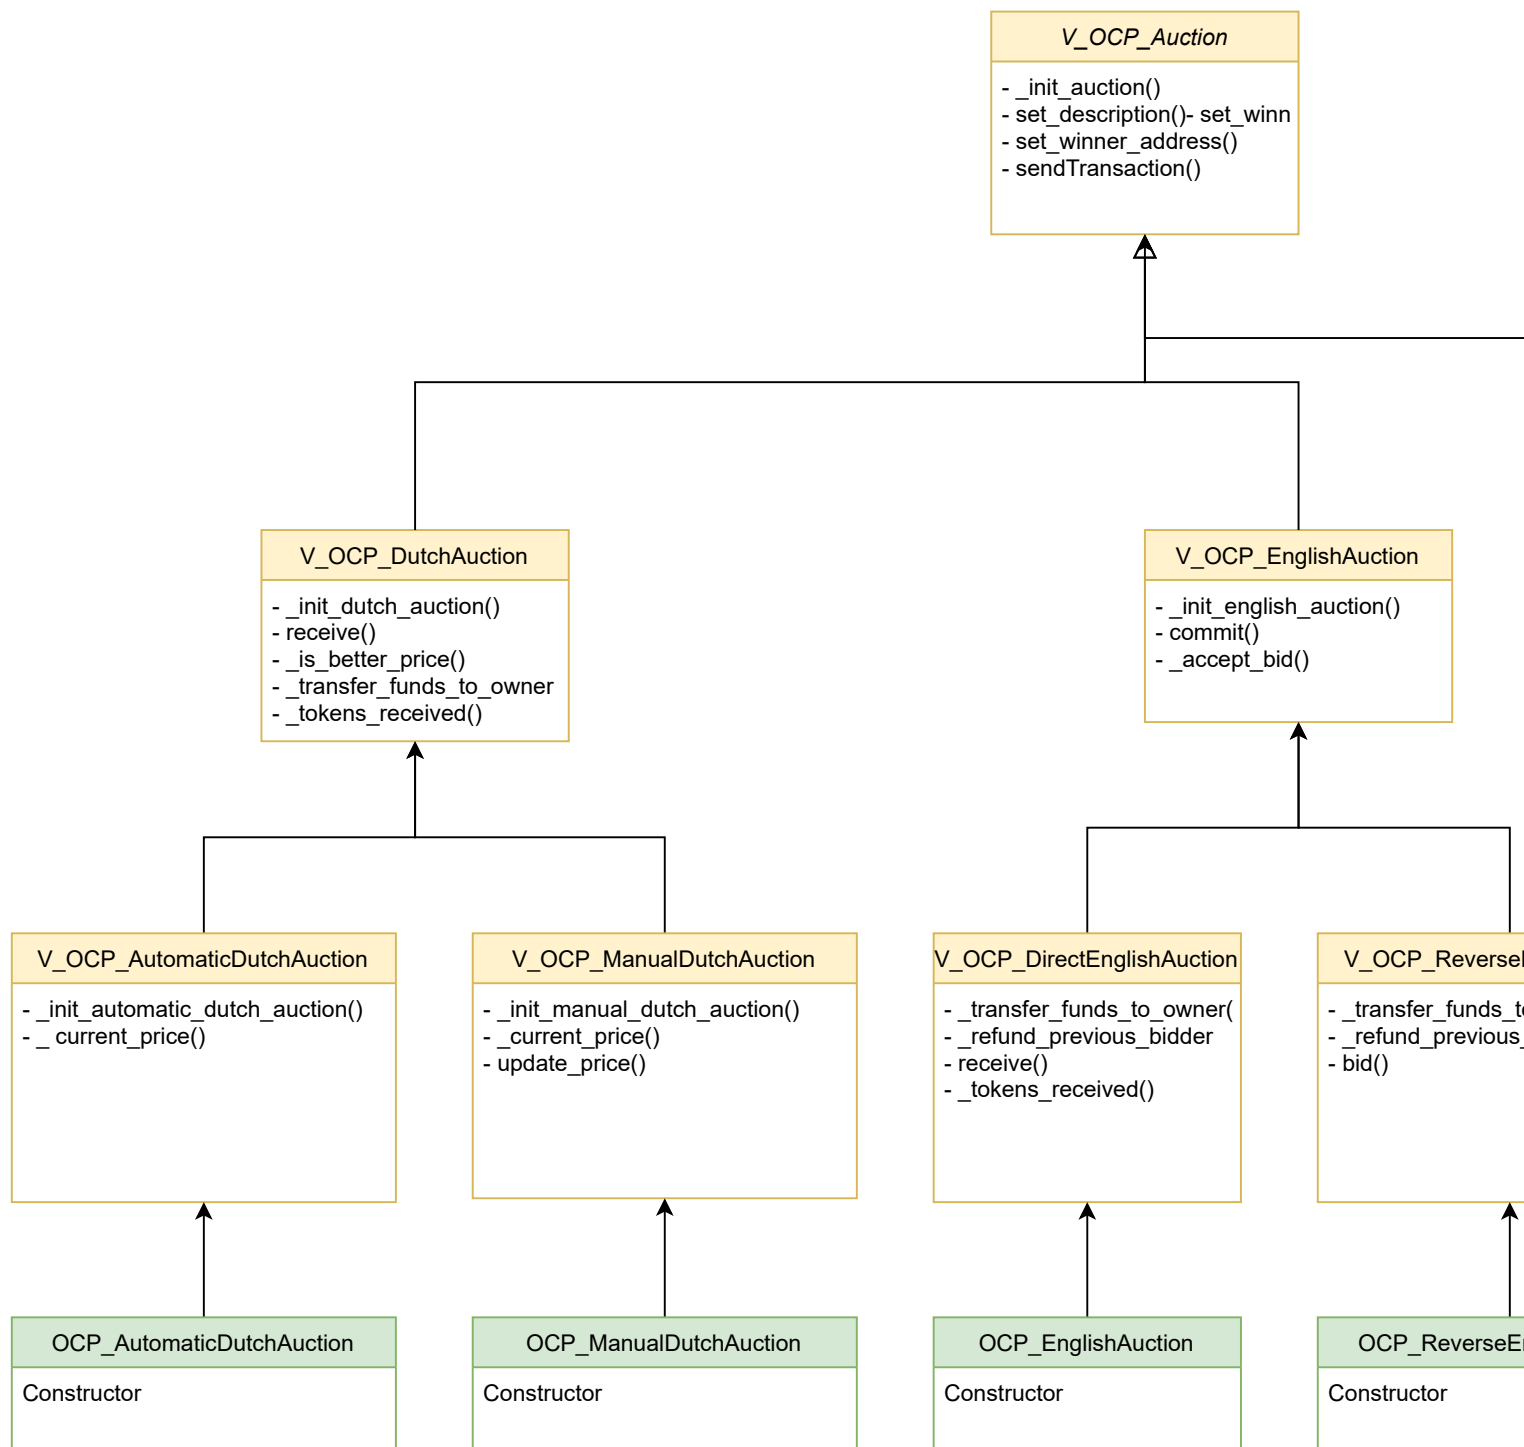 V_OCP_Auction
- _init_auction()
- set_description()- set_winn
- set_winner_address()
- sendTransaction()
V_OCP_DutchAuction
- _init_dutch_auction()
- receive()
- _is_better_price()
- _transfer_funds_to_owner
- _tokens_received()
V_OCP_EnglishAuction
- _init_english_auction()
- commit()
- _accept_bid()
V_OCP_AutomaticDutchAuction
- _init_automatic_dutch_auction()
- _ current_price()
V_OCP_ManualDutchAuction
- _init_manual_dutch_auction()
- _current_price()
- update_price()
V_OCP_DirectEnglishAuction
- _transfer_funds_to_owner(
- _refund_previous_bidder
- receive()
- _tokens_received()
V_OCP_Reverse
- _transfer_funds_t
- _refund_previous_
- bid()
OCP_AutomaticDutchAuction
Constructor
OCP_ManualDutchAuction
Constructor
OCP_EnglishAuction
Constructor
OCP_ReverseE
Constructor